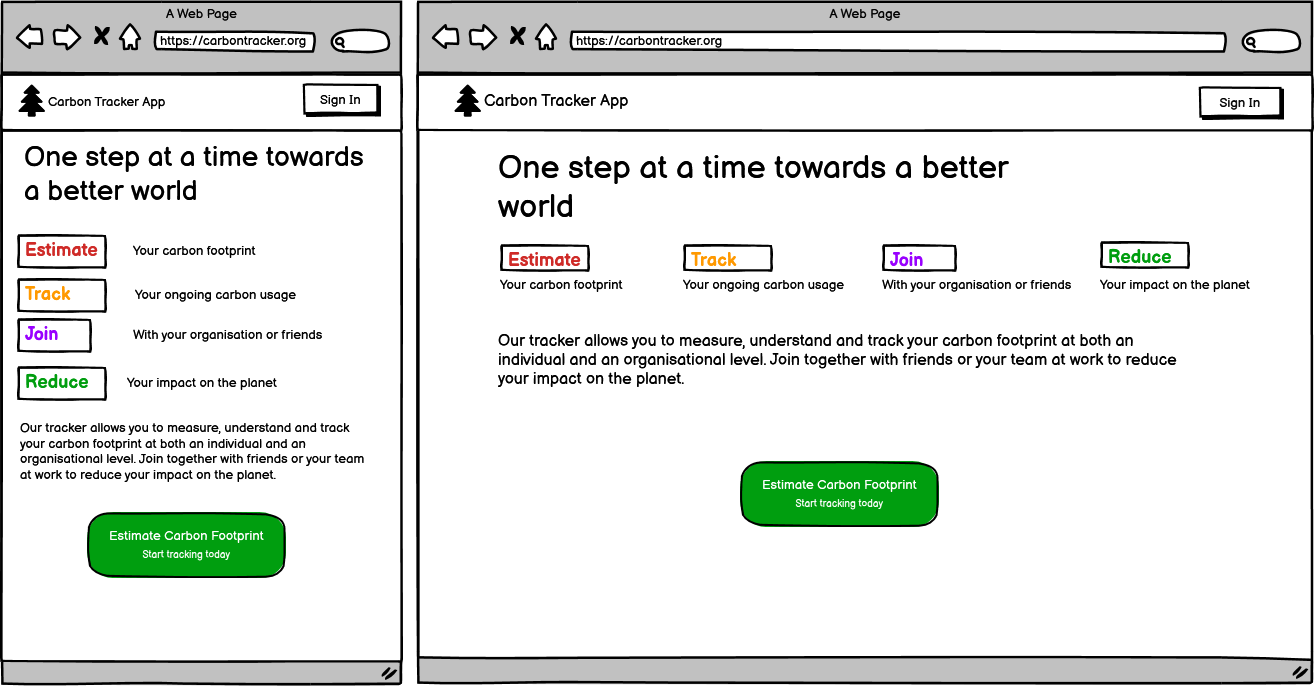 A Web Page
https://carbontracker.org
Carbon Tracker App
Sign In
One step at a time towards
a better world
Estimate
Your carbon footprint
Track
Your ongoing carbon usage
Join
With your organisation or friends
Reduce
Your impact on the planet
Our tracker allows you to measure, understand and track
your carbon footprint at both an individual and an
organisational level. Join together with friends or your team
at work to reduce your impact on the planet.
Estimate Carbon Footprint
Start tracking today
A Web Page
https://carbontracker.org
Carbon Tracker App
Sign In
One step at a time towards a better
world
Estimate
Your carbon footprint
Track
Your ongoing carbon usage
Join
With your organisation or friends
Reduce
Your impact on the planet
Our tracker allows you to measure, understand and track your carbon footprint at both an
individual and an organisational level. Join together with friends or your team at work to reduce
your impact on the planet.
Estimate Carbon Footprint
Start tracking today